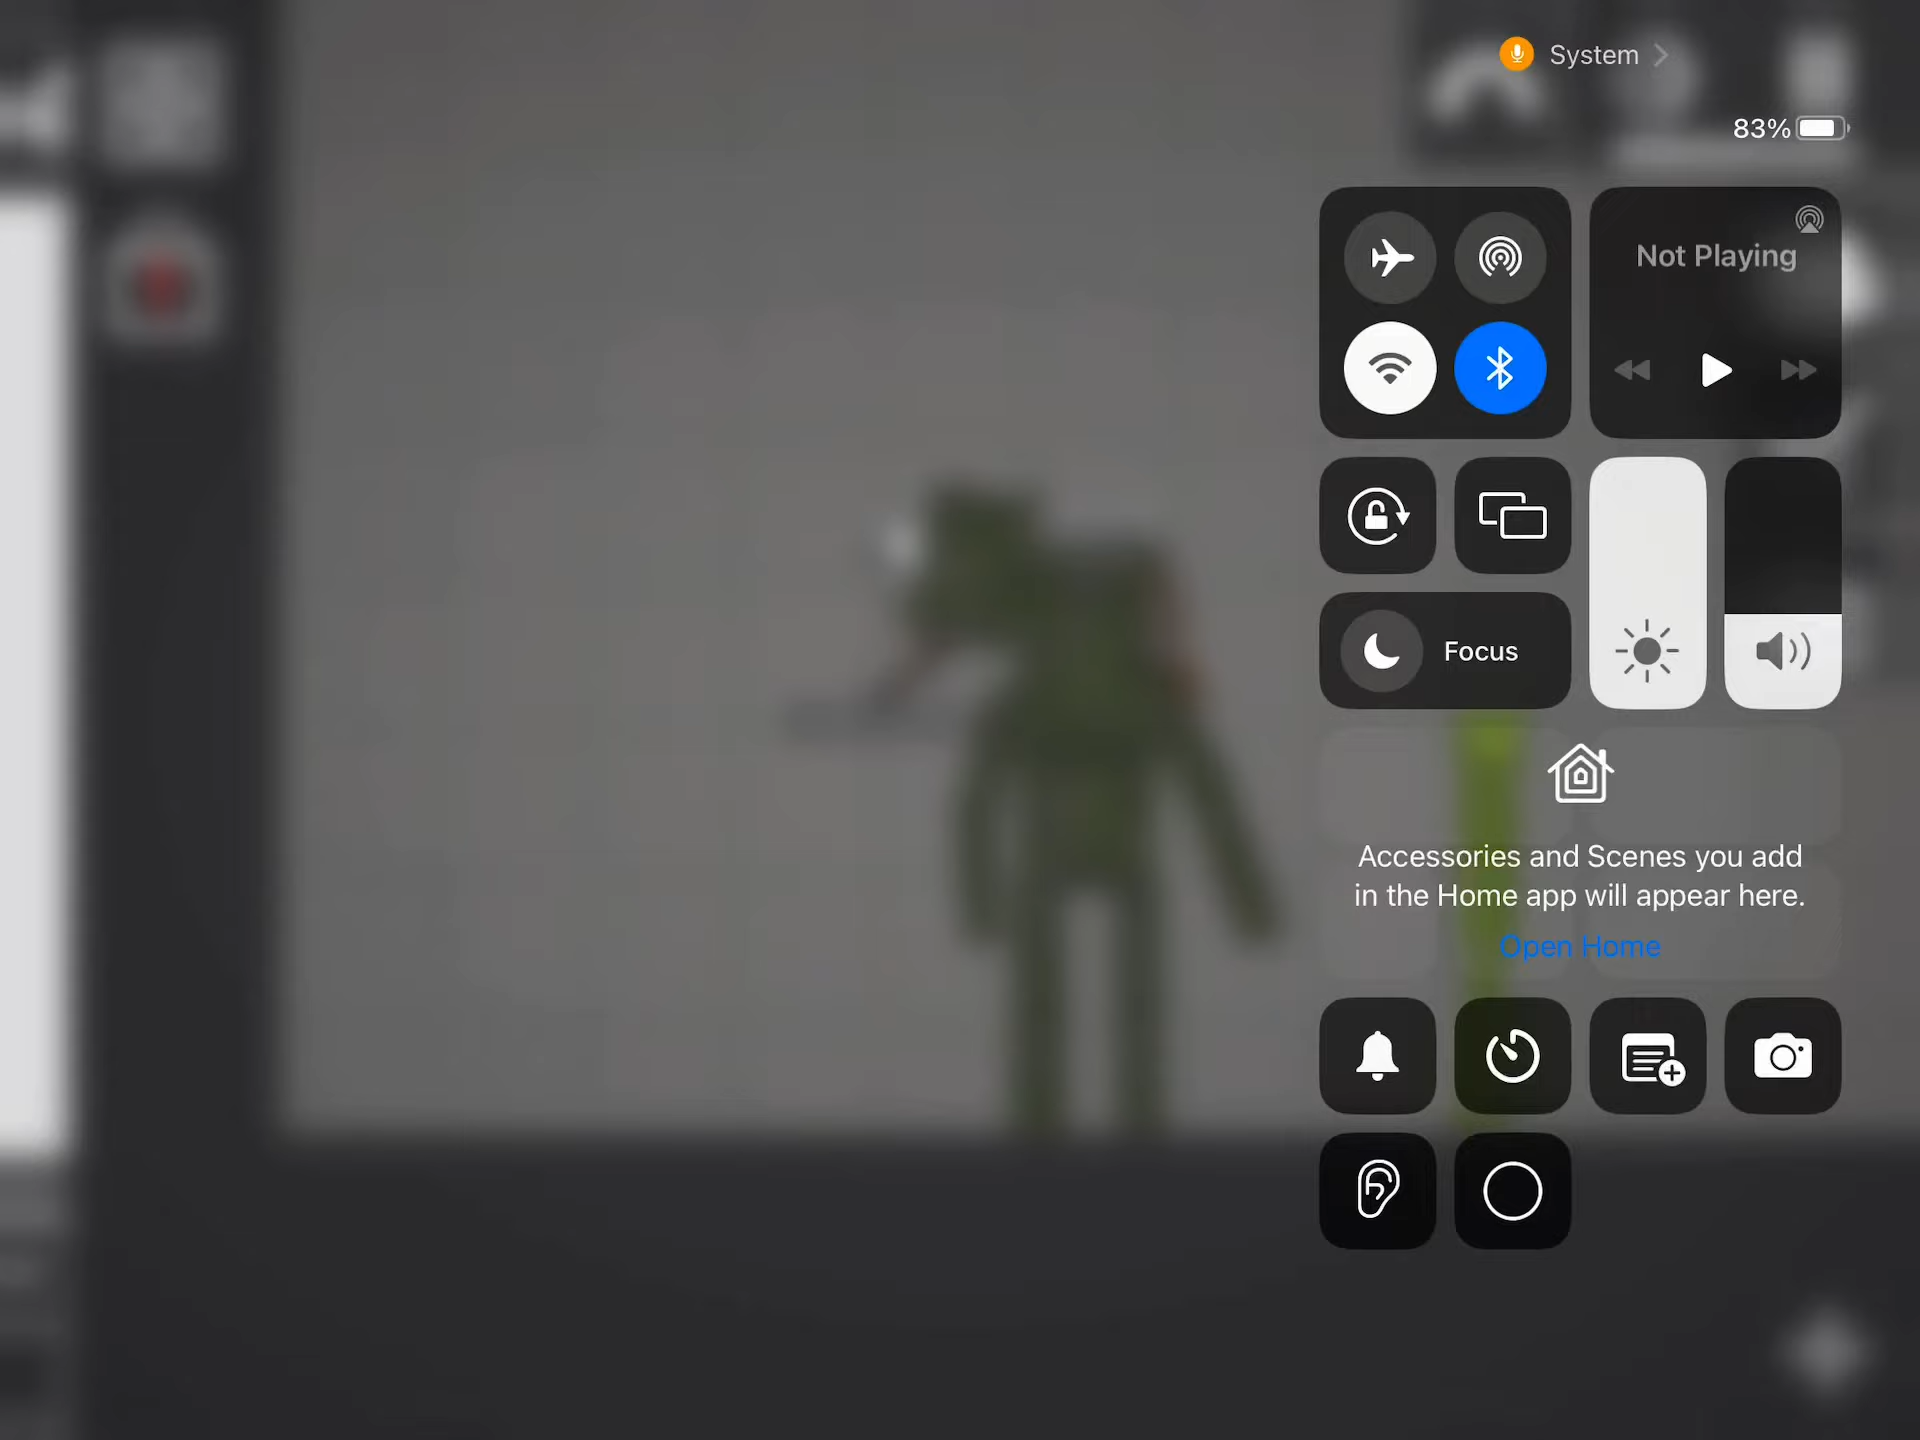 System
83%
Not Playing
Focus
Accessories and Scenes you add
in the Home app will appear here.
Open Home